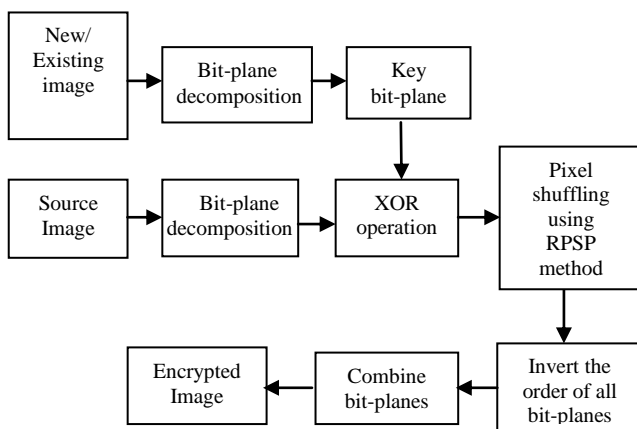 New/
Existing
image
Bit-plane
decomposition
Key
bit-plane
Source
Image
Bit-plane
decomposition
XOR
operation
Pixel
shuffling
using
RPSP
method
Encrypted
Image
Combine
bit-planes
Invert the
order of all
bit-planes